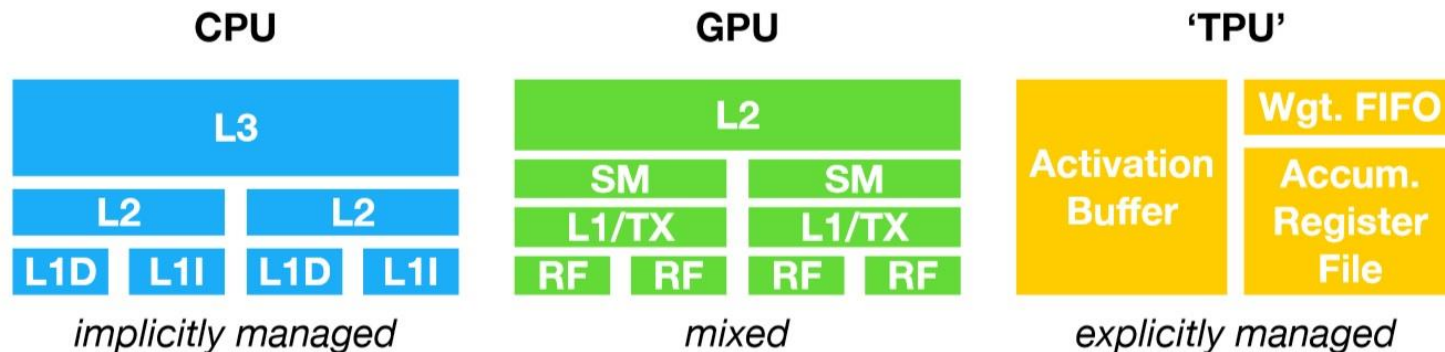 CPU
L3
L2 L2
L1D L1I L1D L1I
implicitly managed
GPU
L2
SM SM
L1/TX L1/TX
RF RF RF RF
mixed
‘TPU’
Activation
Buffer
Wgt. FIFO
Accum.
Register
File
explicitly managed